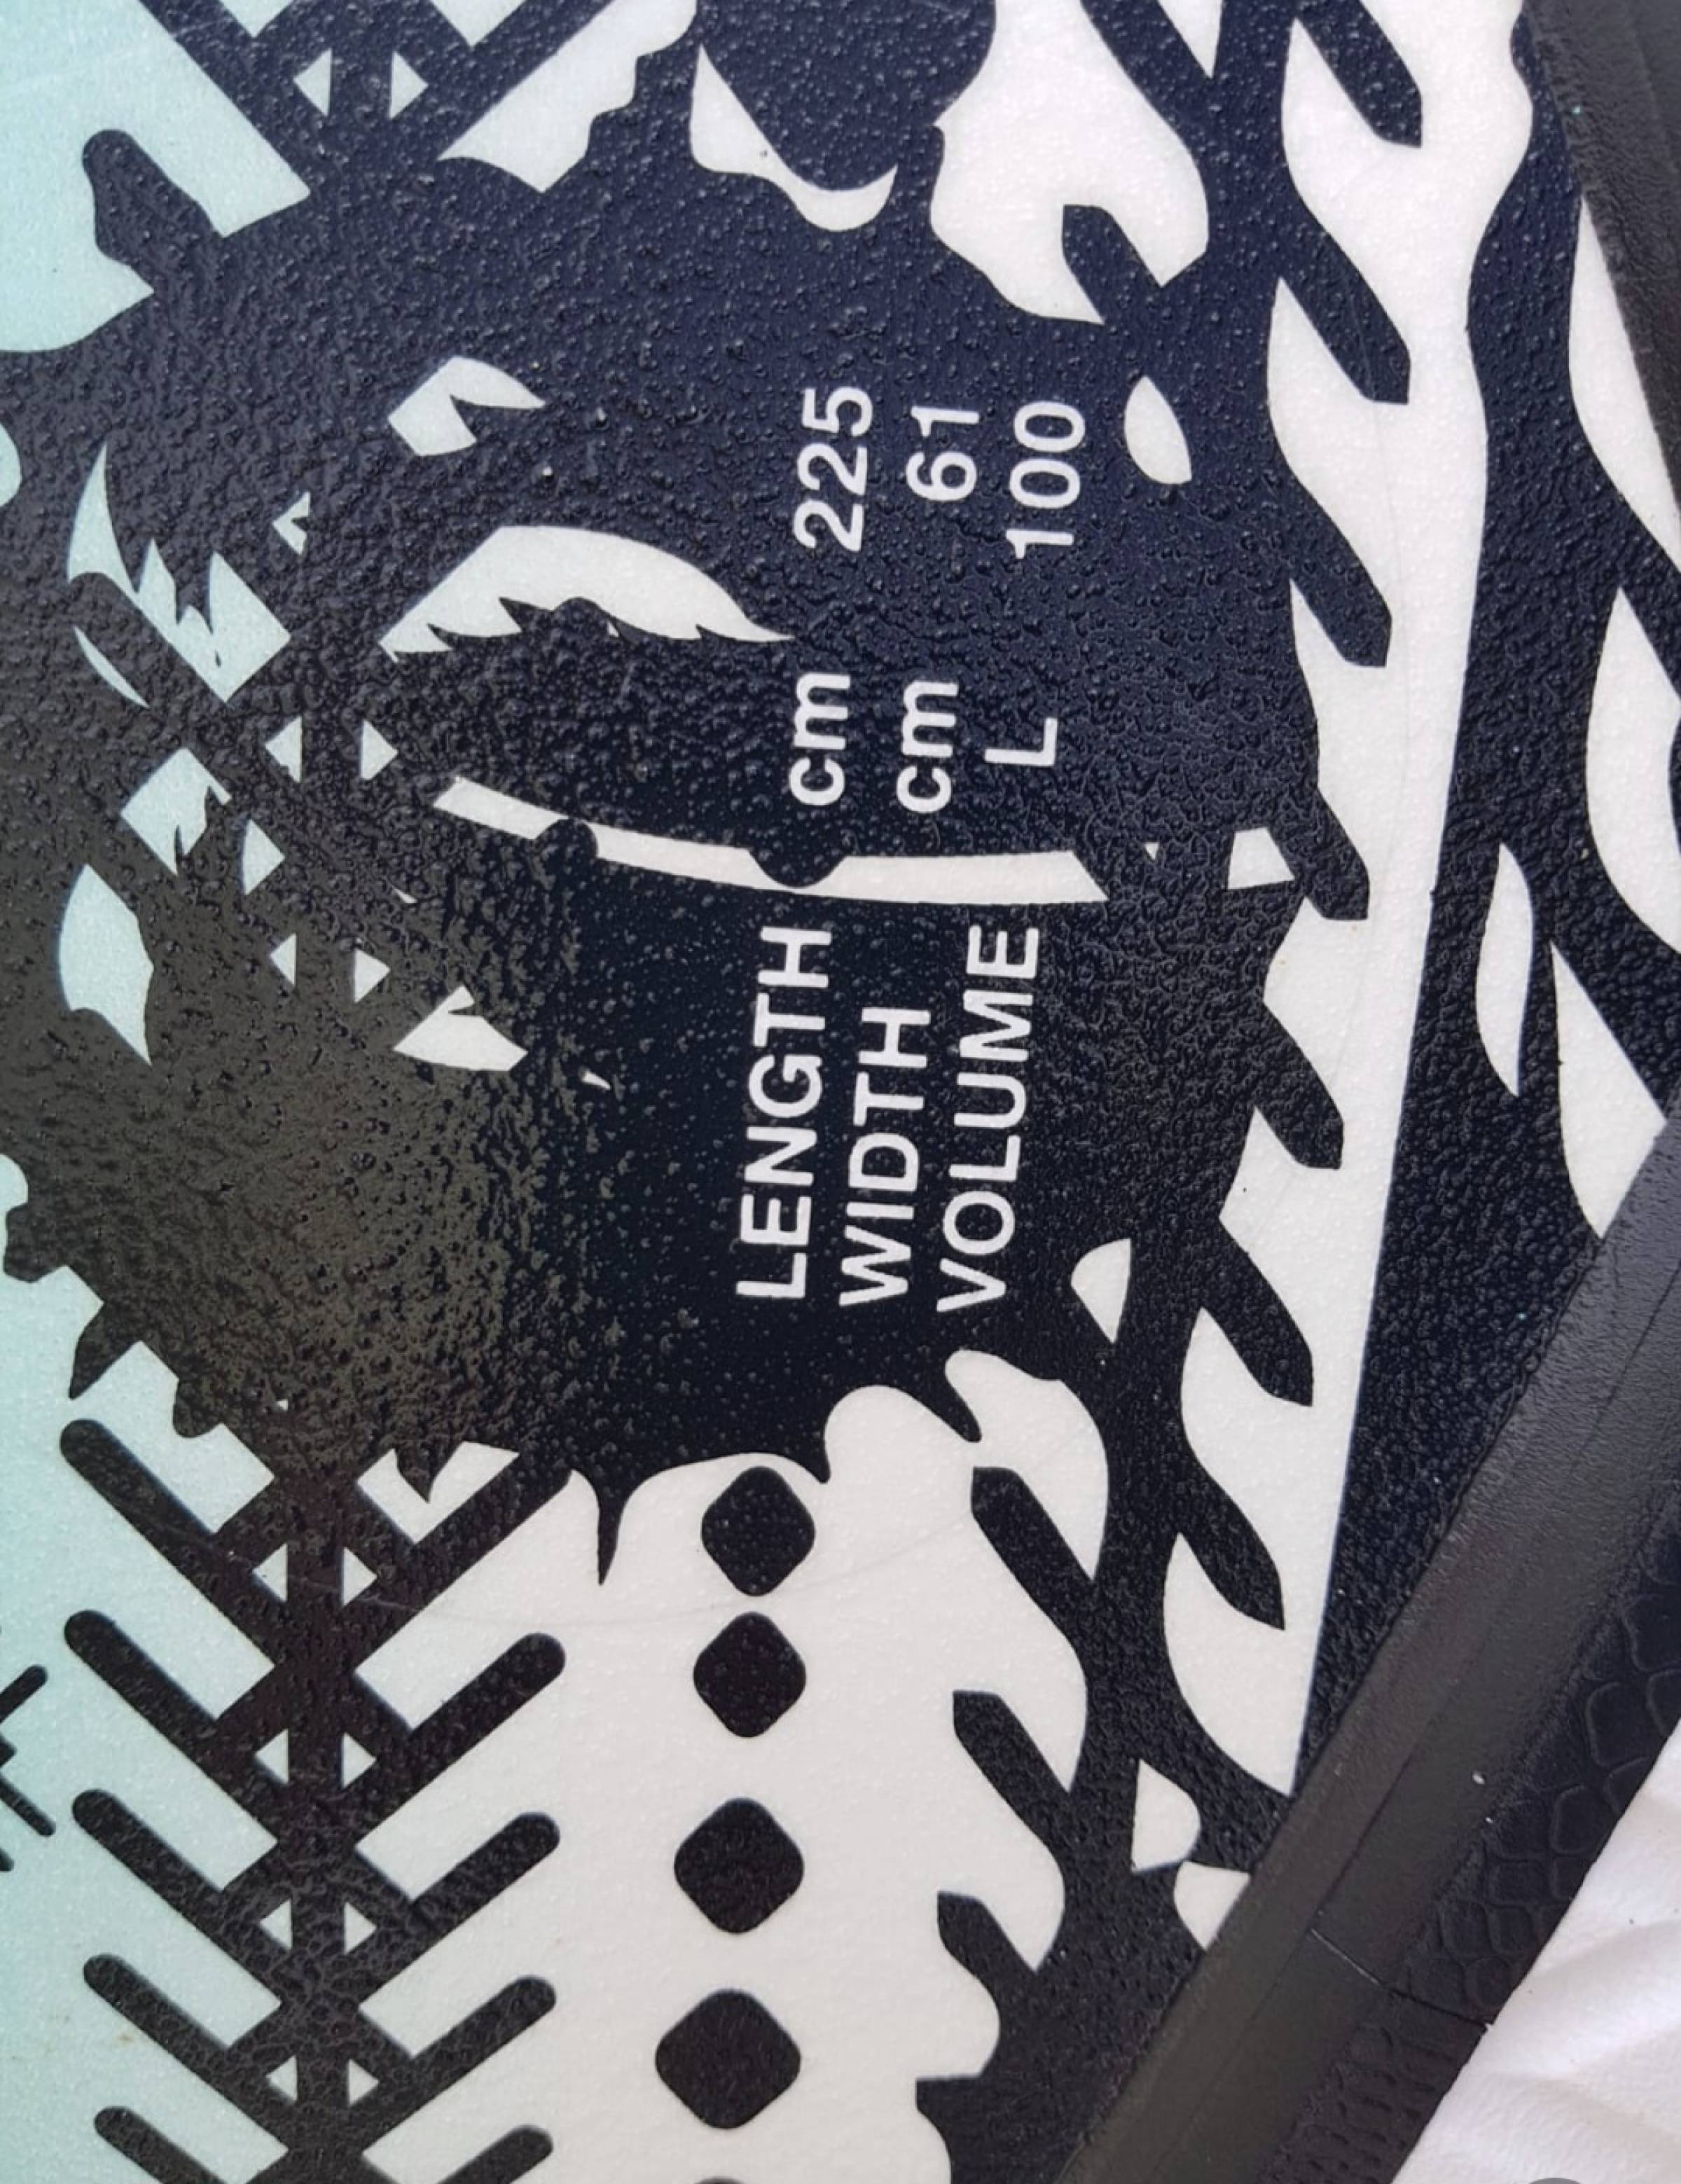 LENGTH cm 225
WIDTH cm 61
VOLUME L 100